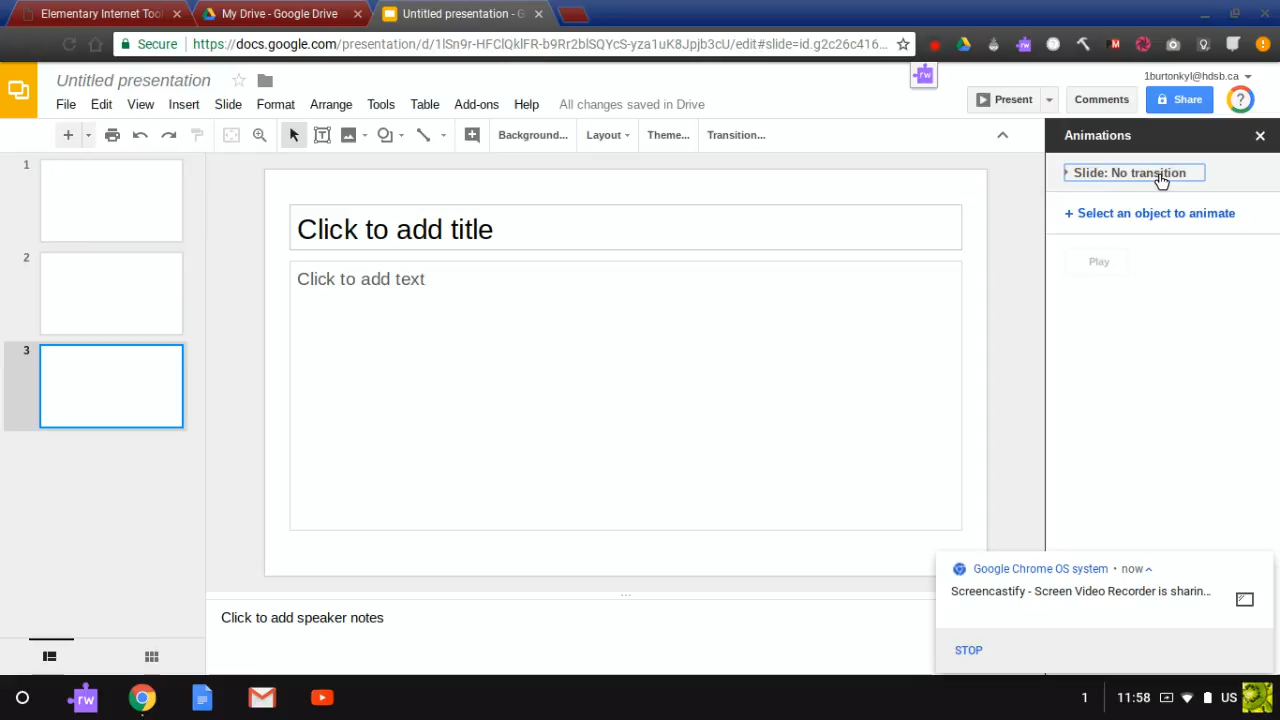 Elementary Internet Too
My Drive - Google Drive
Untitled presentation - G
Secure
https://docs.google.com/presentation/d/1lSn9r-HFClQklFR-b9Rr2blSQYcS-yza1uK8Jpjb3cU/edit#slide=id.g2c26c416...
Untitled presentation
rw
1burtonkyl@hdsb.ca
File Edit View Insert Slide Format Arrange Tools Table Add-ons Help All changes saved in Drive
Present
Comments
Share
Background...
Layout
Theme...
Transition...
Animations
Slide: No transition
+ Select an object to animate
Play
1
2
3
Click to add title
Click to add text
Click to add speaker notes
Google Chrome OS system • now
Screencastify - Screen Video Recorder is sharin...
STOP
rw
1
11:58
US